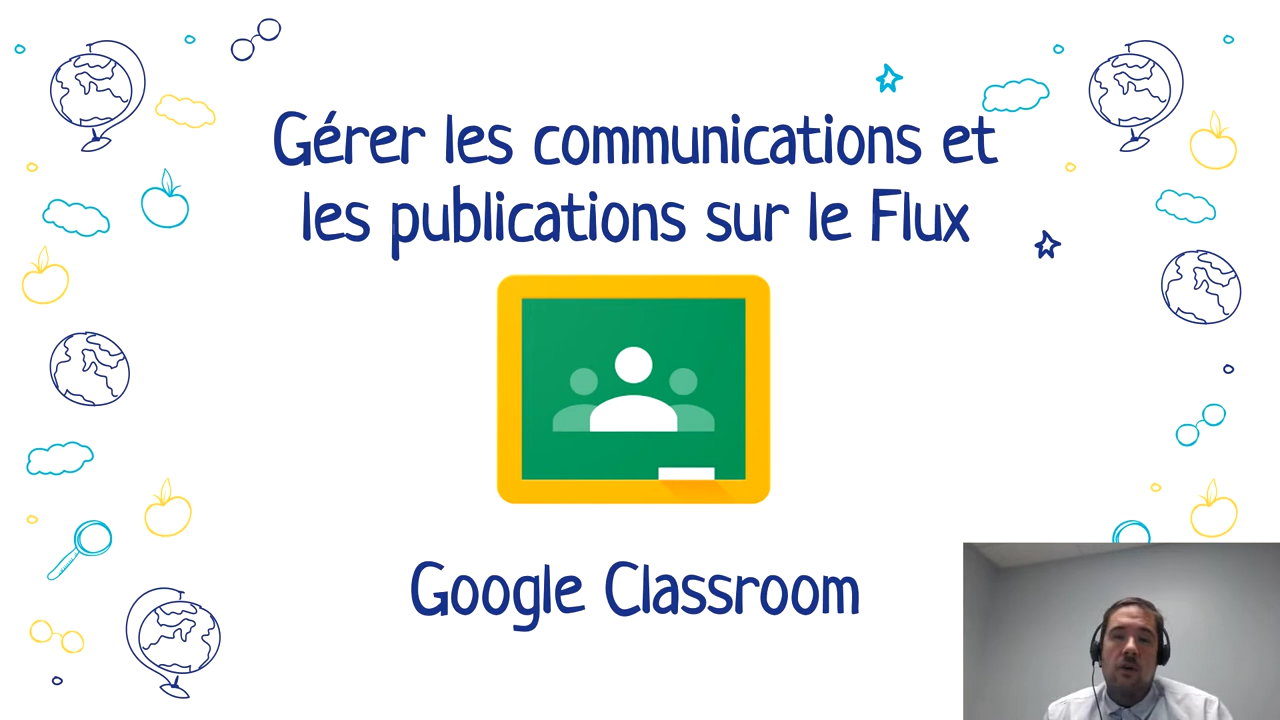 Gérer les communications et
les publications sur le Flux
Google Classroom